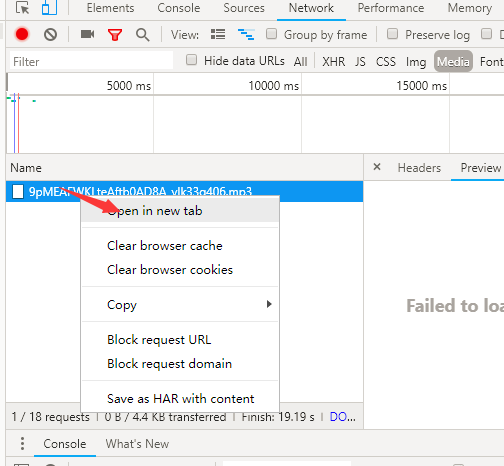 Elements Console Sources Network Performance Memory
View: Group by frame Preserve log
Filter Hide data URLs All XHR JS CSS Img Media Font
5000 ms 10000 ms 15000 ms
Name
Headers Preview
Open in new tab
Clear browser cache
Clear browser cookies
Copy
Block request URL
Block request domain
Save as HAR with content
Failed to loa
1 / 18 requests 0 B / 4.4 KB transferred Finish: 19.19 s DO...
Console What's New